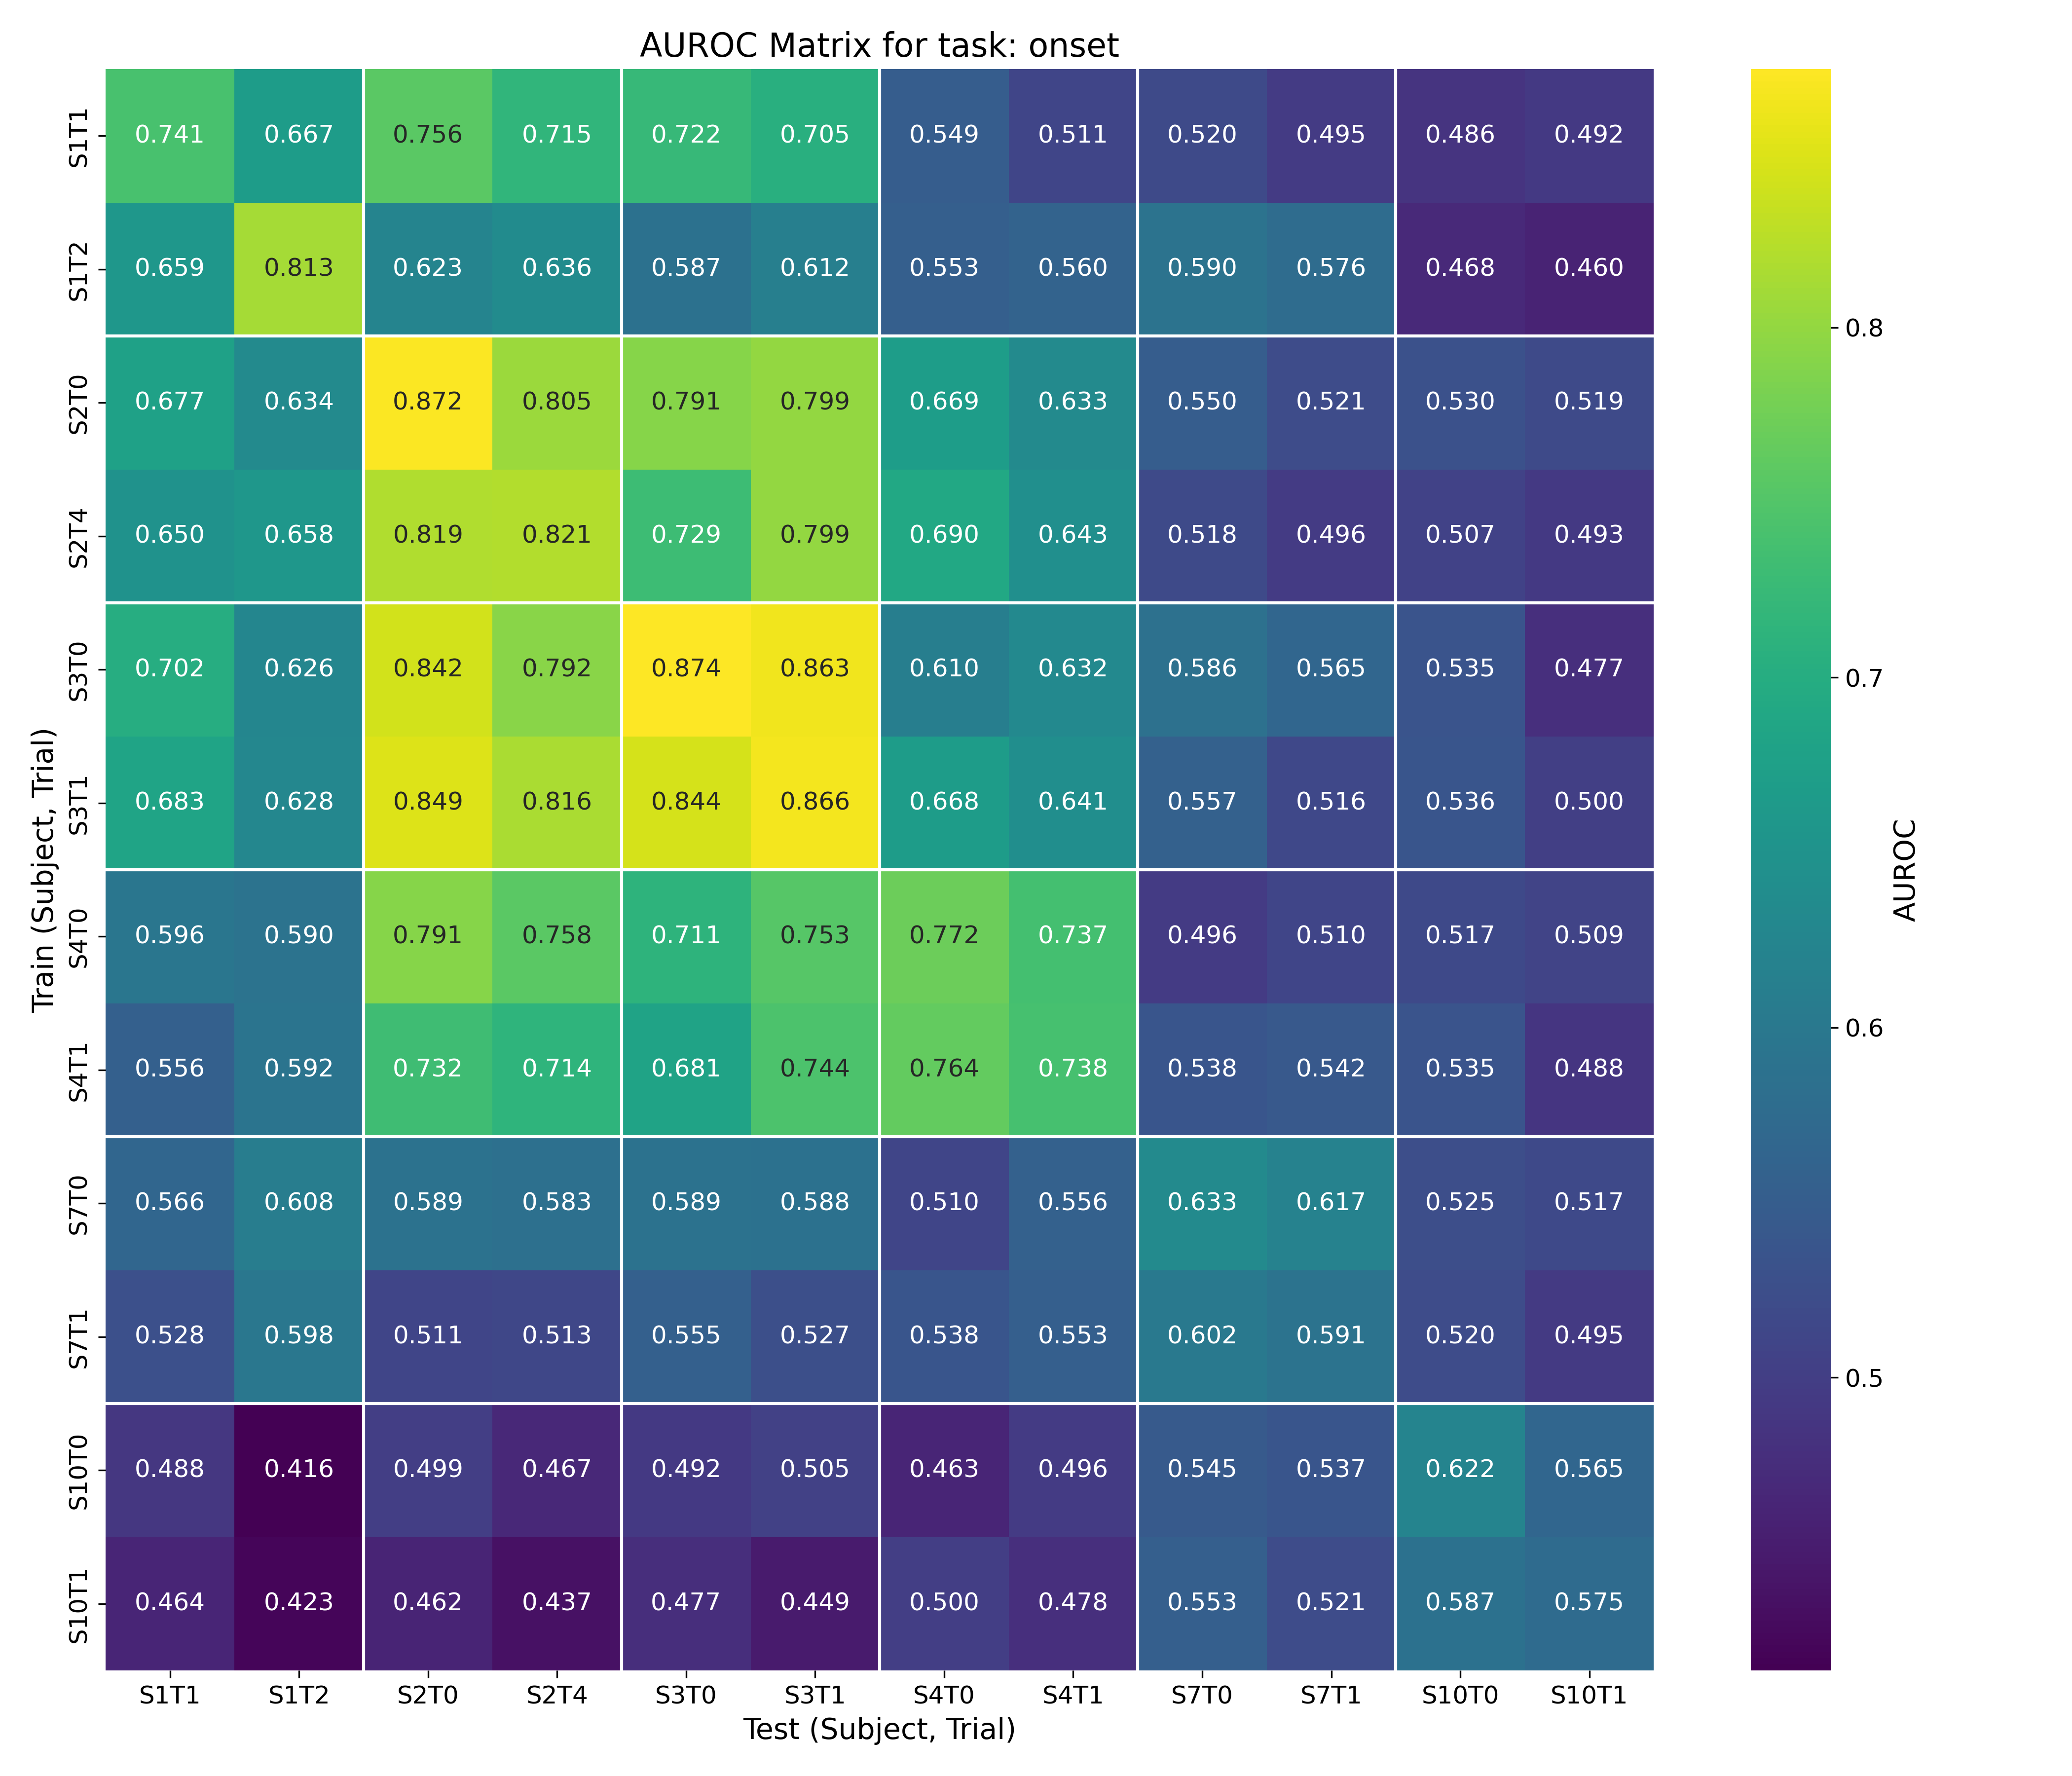 AUROC Matrix for task: onset
S1T1 0.741 0.667 0.756 0.715 0.722 0.705 0.549 0.511 0.520 0.495 0.486 0.492
S1T2 0.659 0.813 0.623 0.636 0.587 0.612 0.553 0.560 0.590 0.576 0.468 0.460
S2T0 0.677 0.634 0.872 0.805 0.791 0.799 0.669 0.633 0.550 0.521 0.530 0.519
S2T4 0.650 0.658 0.819 0.821 0.729 0.799 0.690 0.643 0.518 0.496 0.507 0.493
S3T0 0.702 0.626 0.842 0.792 0.874 0.863 0.610 0.632 0.586 0.565 0.535 0.477
S3T1 0.683 0.628 0.849 0.816 0.844 0.866 0.668 0.641 0.557 0.516 0.536 0.500
S4T0 0.596 0.590 0.791 0.758 0.711 0.753 0.772 0.737 0.496 0.510 0.517 0.509
S4T1 0.556 0.592 0.732 0.714 0.681 0.744 0.764 0.738 0.538 0.542 0.535 0.488
S7T0 0.566 0.608 0.589 0.583 0.589 0.588 0.510 0.556 0.633 0.617 0.525 0.517
S7T1 0.528 0.598 0.511 0.513 0.555 0.527 0.538 0.553 0.602 0.591 0.520 0.495
S10T0 0.488 0.416 0.499 0.467 0.492 0.505 0.463 0.496 0.545 0.537 0.622 0.565
S10T1 0.464 0.423 0.462 0.437 0.477 0.449 0.500 0.478 0.553 0.521 0.587 0.575
S1T1 S1T2 S2T0 S2T4 S3T0 S3T1 S4T0 S4T1 S7T0 S7T1 S10T0 S10T1
Test (Subject, Trial)
Train (Subject, Trial)
0.8
0.7
0.6
0.5
AUROC